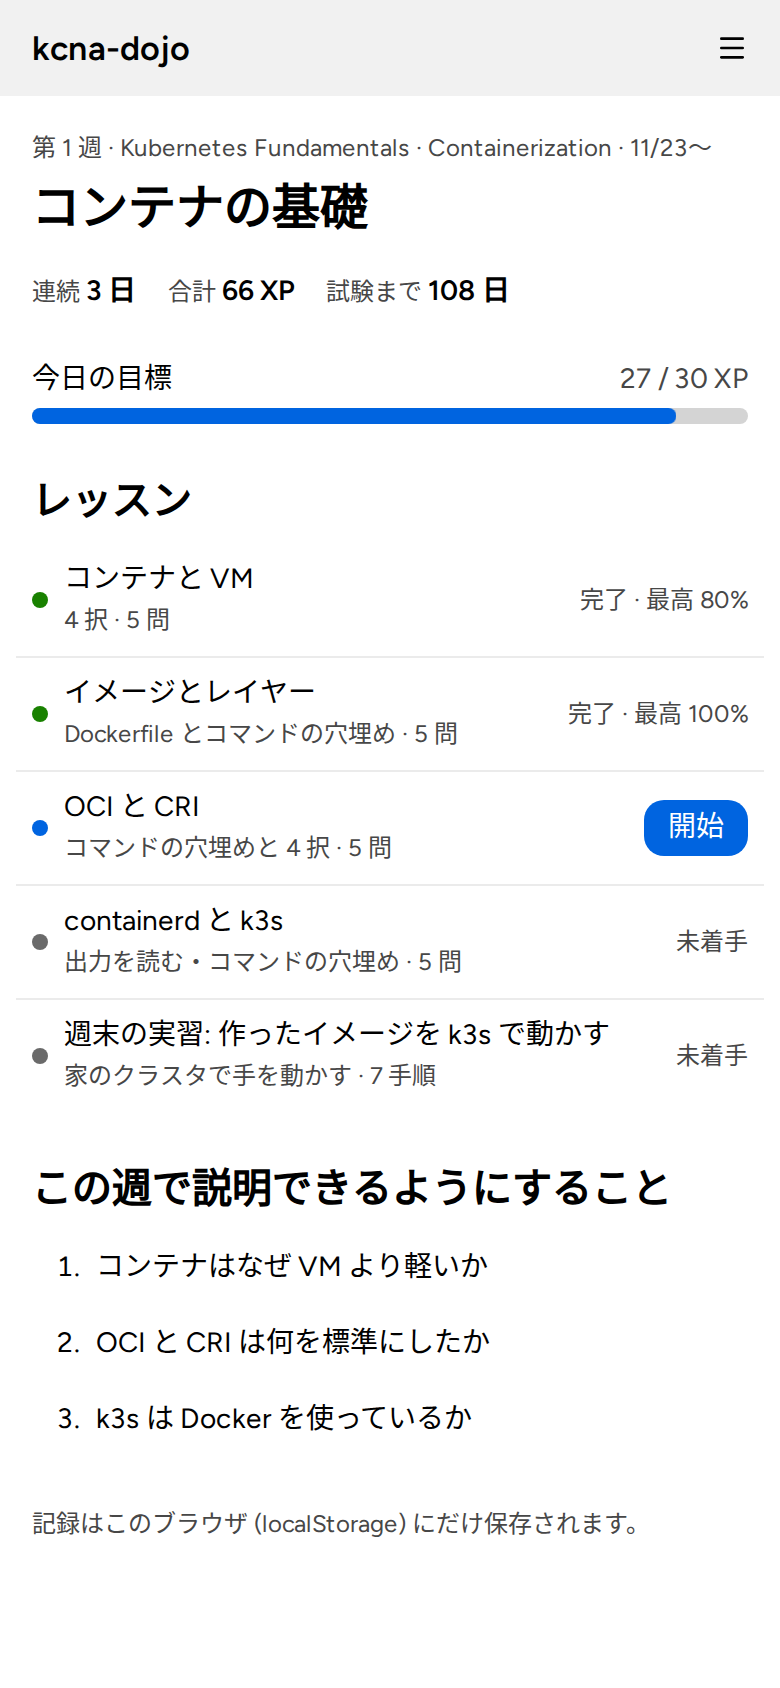 kcna-dojo
第 1 週 · Kubernetes Fundamentals · Containerization · 11/23〜
コンテナの基礎
連続 3 日 合計 66 XP 試験まで 108 日
今日の目標 27 / 30 XP
レッスン
コンテナと VM
4 択 · 5 問
完了 · 最高 80%
イメージとレイヤー
Dockerfile とコマンドの穴埋め · 5 問
完了 · 最高 100%
OCI と CRI
コマンドの穴埋めと 4 択 · 5 問
開始
containerd と k3s
出力を読む・コマンドの穴埋め · 5 問
未着手
週末の実習: 作ったイメージを k3s で動かす
家のクラスタで手を動かす · 7 手順
未着手
この週で説明できるようにすること
1. コンテナはなぜ VM より軽いか
2. OCI と CRI は何を標準にしたか
3. k3s は Docker を使っているか
記録はこのブラウザ (localStorage) にだけ保存されます。